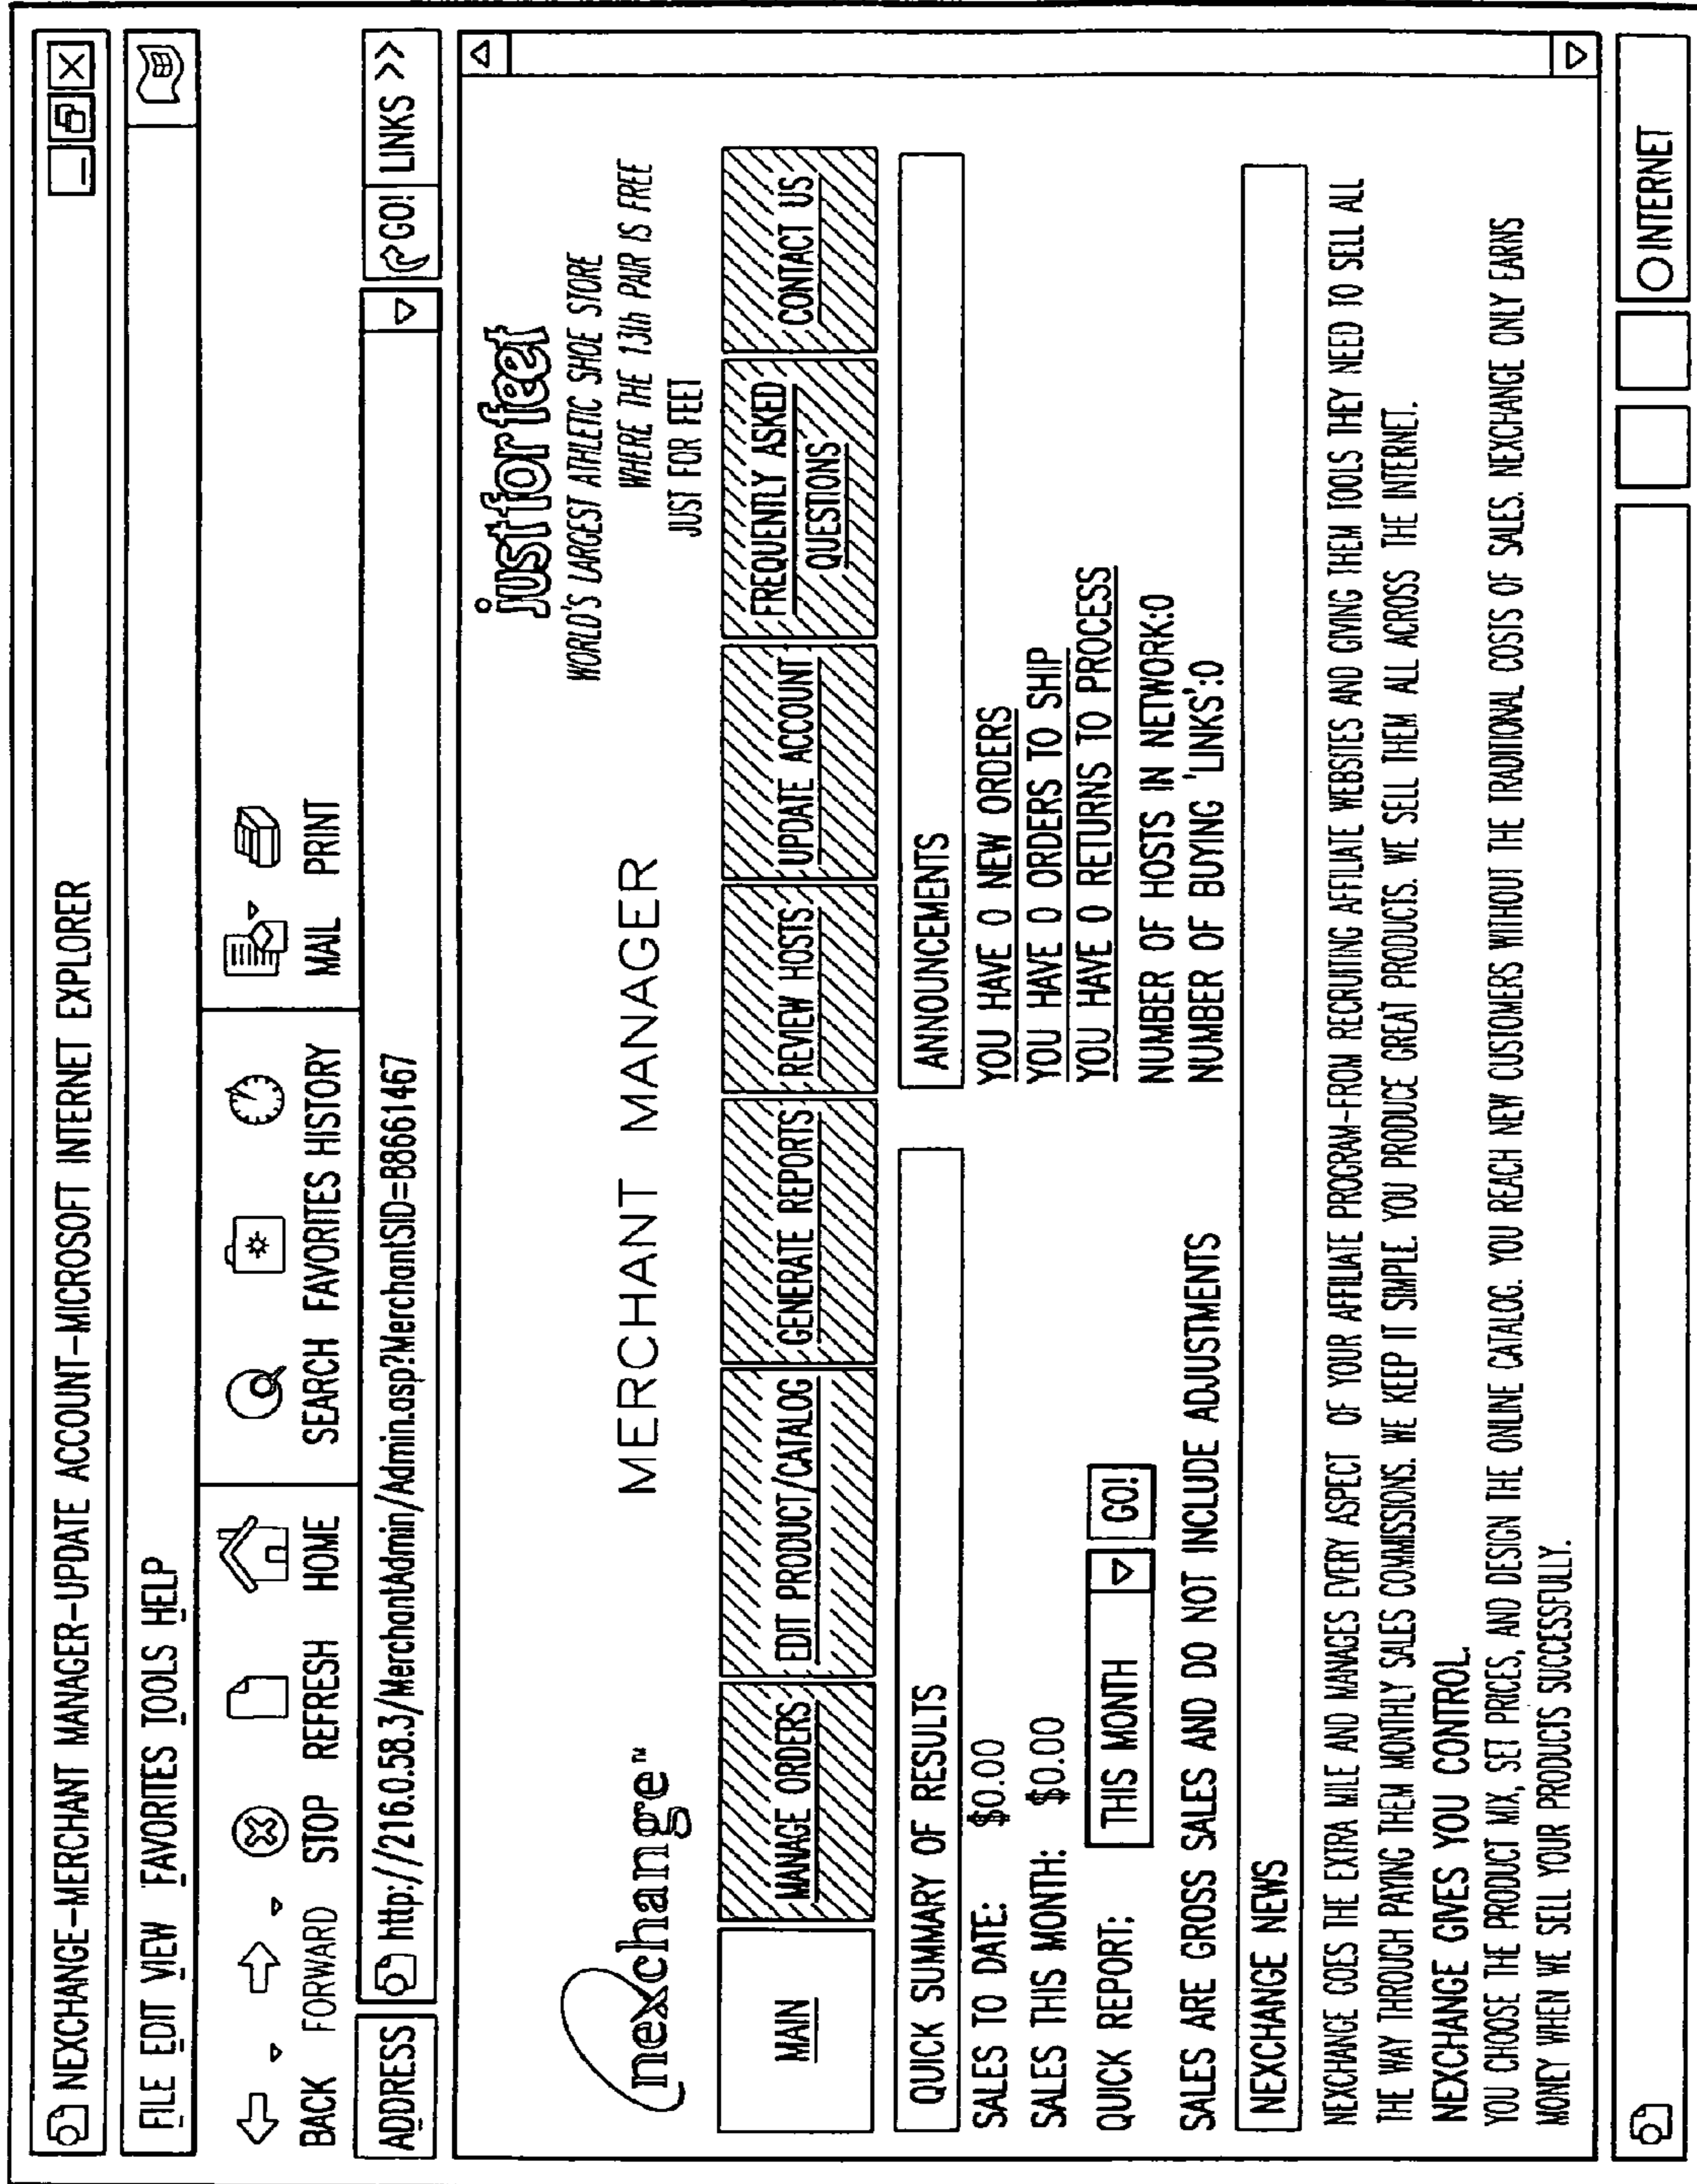 NEXCHANGE-MERCHANT MANAGER-UPDATE ACCOUNT-MICROSOFT INTERNET EXPLORER
FILE EDIT VIEW FAVORITES TOOLS HELP
BACK FORWARD STOP REFRESH HOME SEARCH FAVORITES HISTORY MAIL PRINT
ADDRESS http://216.0.58.3/MerchantAdmin/Admin.asp?MerchantSID=B8661467 GO! LINKS >>
justforfeet
WORLD'S LARGEST ATHLETIC SHOE STORE
WHERE THE 13th PAIR IS FREE
JUST FOR FEET
nexchange™ MERCHANT MANAGER
MAIN MANAGE ORDERS EDIT PRODUCT/CATALOG GENERATE REPORTS REVIEW HOSTS UPDATE ACCOUNT FREQUENTLY ASKED QUESTIONS CONTACT US
QUICK SUMMARY OF RESULTS
SALES TO DATE: $0.00
SALES THIS MONTH: $0.00
QUICK REPORT: THIS MONTH GO!
SALES ARE GROSS SALES AND DO NOT INCLUDE ADJUSTMENTS
ANNOUNCEMENTS
YOU HAVE 0 NEW ORDERS
YOU HAVE 0 ORDERS TO SHIP
YOU HAVE 0 RETURNS TO PROCESS
NUMBER OF HOSTS IN NETWORK:0
NUMBER OF BUYING 'LINKS':0
NEXCHANGE NEWS
NEXCHANGE GOES THE EXTRA MILE AND MANAGES EVERY ASPECT OF YOUR AFFILIATE PROGRAM-FROM RECRUITING AFFILIATE WEBSITES AND GIVING THEM TOOLS THEY NEED TO SELL ALL
THE WAY THROUGH PAYING THEM MONTHLY SALES COMMISSIONS. WE KEEP IT SIMPLE. YOU PRODUCE GREAT PRODUCTS. WE SELL THEM ALL ACROSS THE INTERNET.
NEXCHANGE GIVES YOU CONTROL.
YOU CHOOSE THE PRODUCT MIX, SET PRICES, AND DESIGN THE ONLINE CATALOG. YOU REACH NEW CUSTOMERS WITHOUT THE TRADITIONAL COSTS OF SALES. NEXCHANGE ONLY EARNS
MONEY WHEN WE SELL YOUR PRODUCTS SUCCESSFULLY.
INTERNET